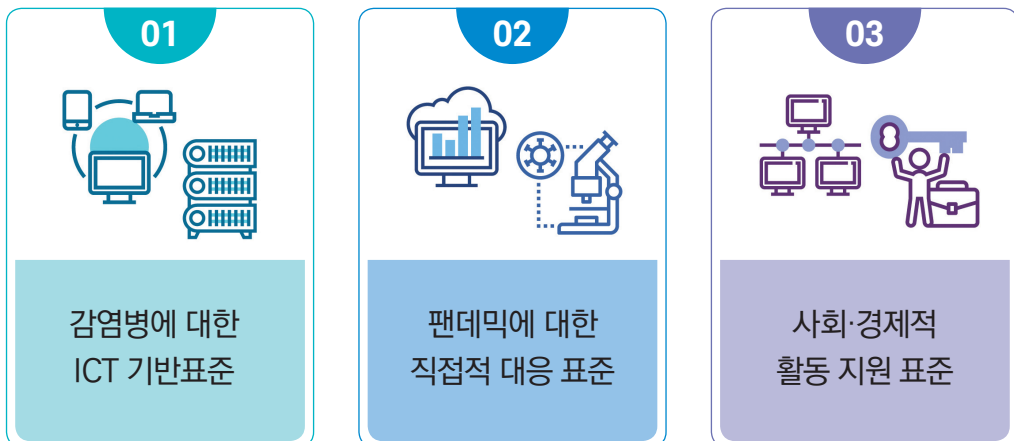 01
감염병에 대한
ICT 기반표준
02
팬데믹에 대한
직접적 대응 표준
03
사회·경제적
활동 지원 표준